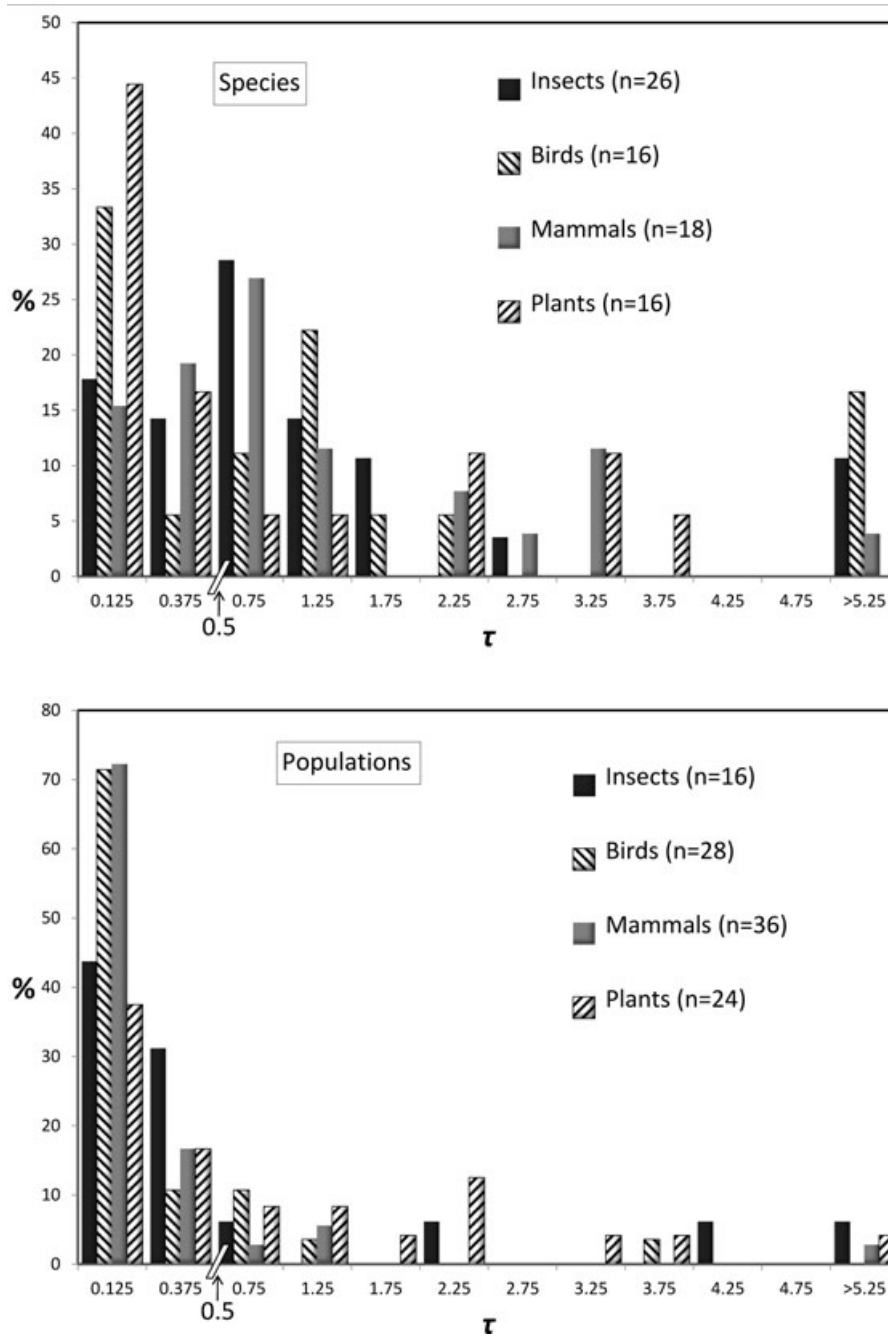 50
Species
45
Insects (n=26)
40
Birds (n=16)
35
Mammals (n=18)
30
Plants (n=16)
%
25
20
15
10
5
0
0.125 0.375 0.75 1.25 1.75 2.25 2.75 3.25 3.75 4.25 4.75 >5.25
0.5
τ
80
Populations
70
Insects (n=16)
60
Birds (n=28)
50
Mammals (n=36)
%
40
Plants (n=24)
30
20
10
0
0.125 0.375 0.75 1.25 1.75 2.25 2.75 3.25 3.75 4.25 4.75 >5.25
0.5
τ